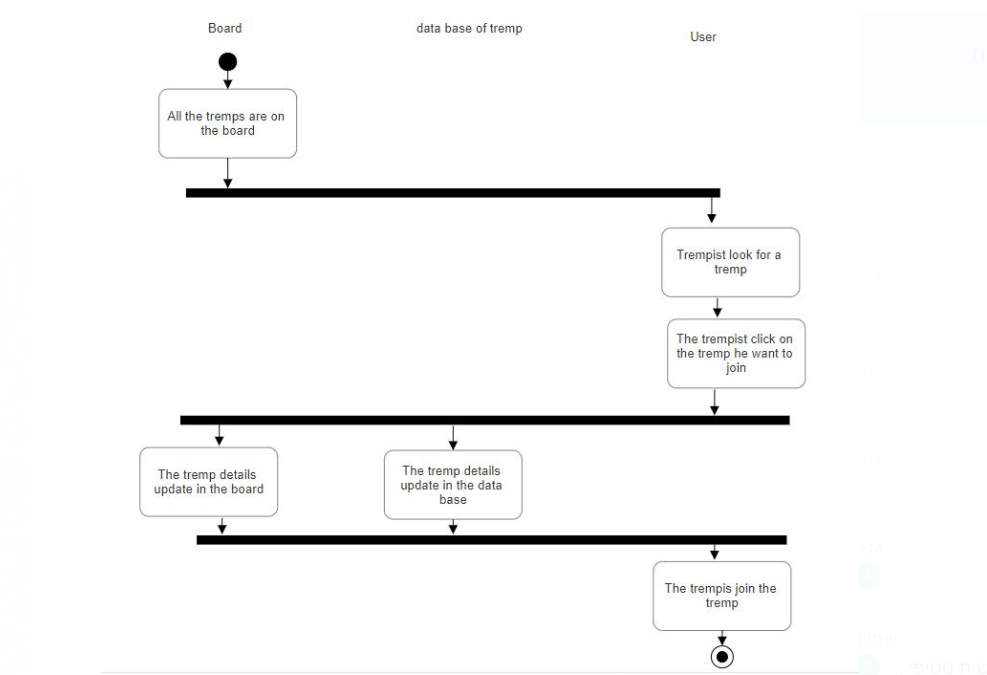 Board
data base of tremp
User
All the tremps are on
the board
Trempist look for a
tremp
The trempist click on
the tremp he want to
join
The tremp details
update in the board
The tremp details
update in the data
base
The trempis join the
tremp